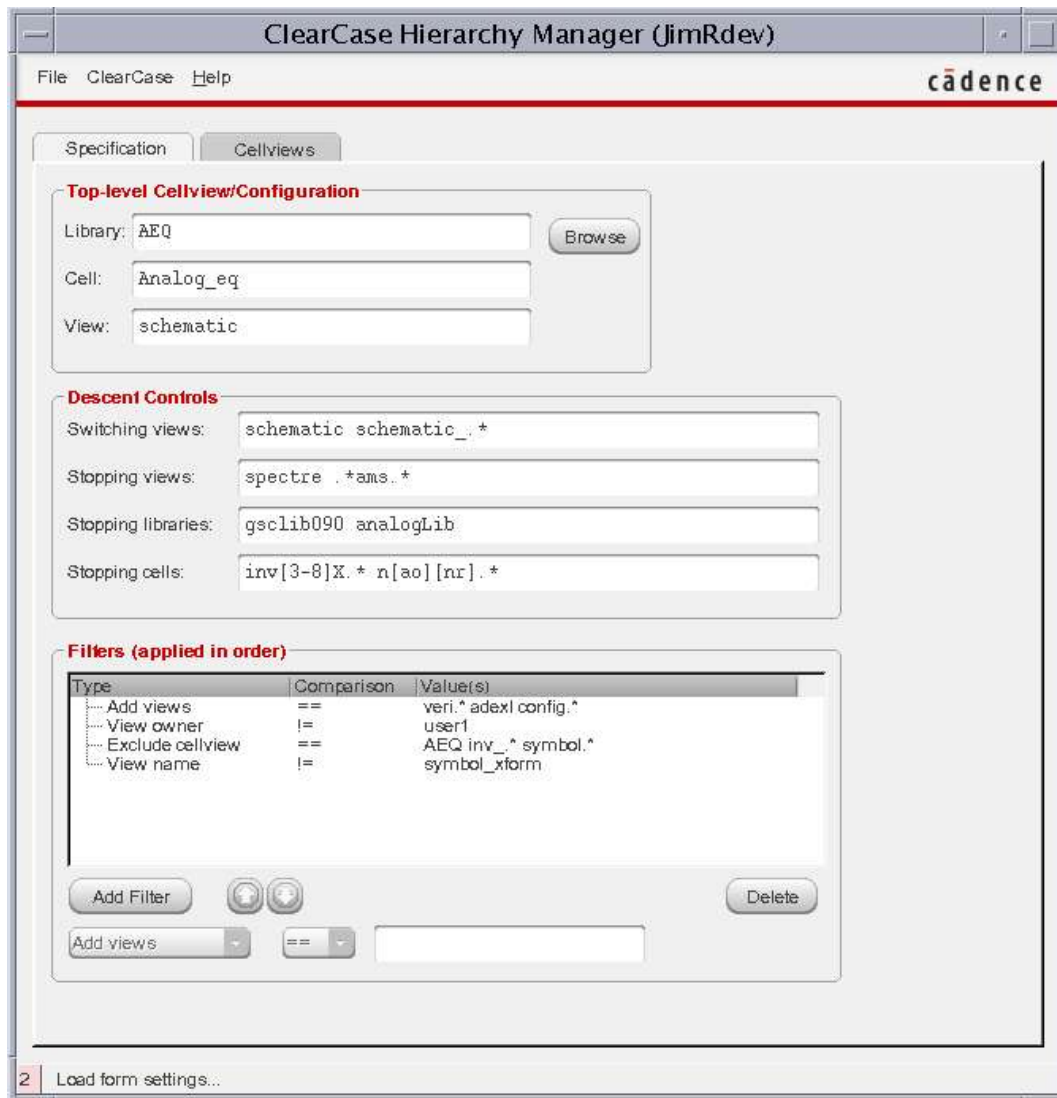 ClearCase Hierarchy Manager (JimRdev)
File ClearCase Help
cādence
Specification Cellviews
Top-level Cellview/Configuration
Library: AEQ Browse
Cell: Analog_eq
View: schematic
Descent Controls
Switching views: schematic schematic_.*
Stopping views: spectre .*ams.*
Stopping libraries: gsclib090 analogLib
Stopping cells: inv[3-8]X.* n[ao][nr].*
Filters (applied in order)
Type Comparison Value(s)
Add views == veri.* adexl config.*
View owner != user1
Exclude cellview == AEQ inv_.* symbol.*
View name != symbol_xform
Add Filter Delete
Add views ==
2 Load form settings...